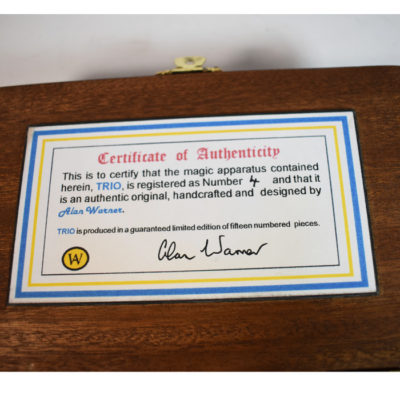 Certificate of Authenticity
This is to certify that the magic apparatus contained
herein, TRIO, is registered as Number 4 and that it
is an authentic original, handcrafted and designed by
Alan Warner.
TRIO is produced in a guaranteed limited edition of fifteen numbered pieces.
AW
Alan Warner